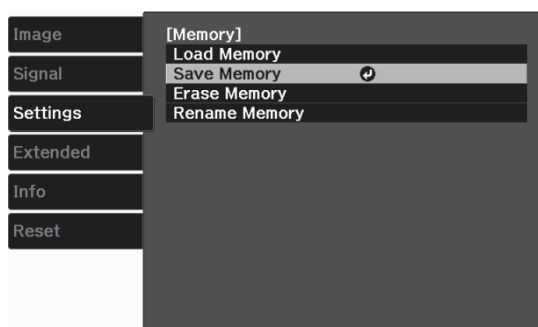 Image
Signal
Settings
Extended
Info
Reset
[Memory]
Load Memory
Save Memory
Erase Memory
Rename Memory